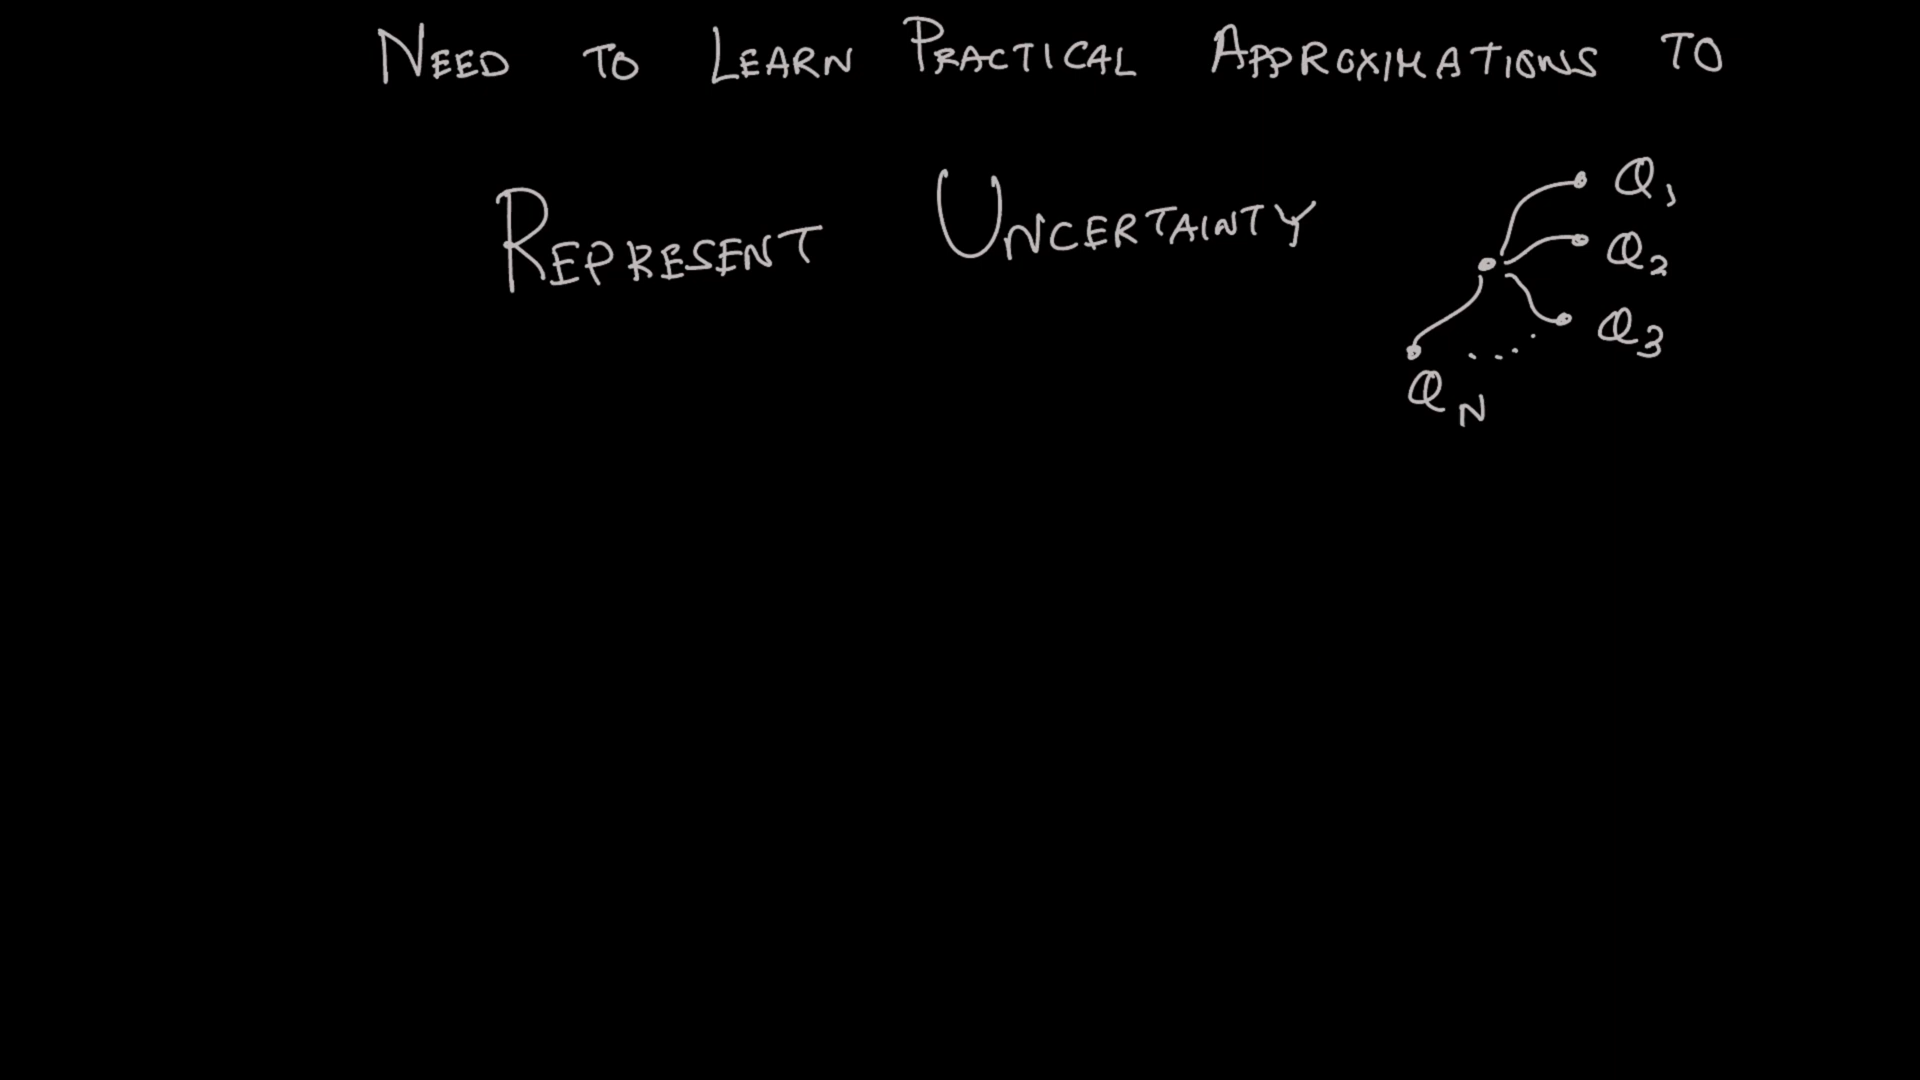 NEED TO LEARN PRACTICAL APPROXIMATIONS TO
REPRESENT UNCERTAINTY
Q1
Q2
Q3
QN